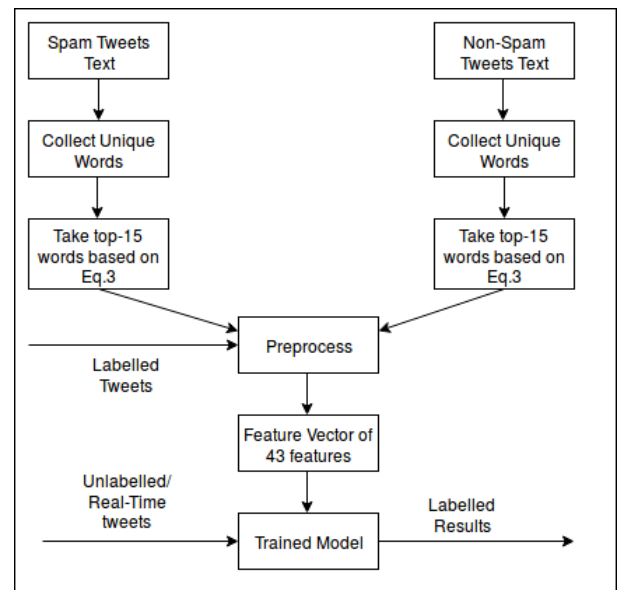 Spam Tweets
Text
Non-Spam
Tweets Text
Collect Unique
Words
Collect Unique
Words
Take top-15
words based on
Eq.3
Take top-15
words based on
Eq.3
Preprocess
Labelled
Tweets
Feature Vector of
43 features
Unlabelled/
Real-Time
tweets
Trained Model
Labelled
Results